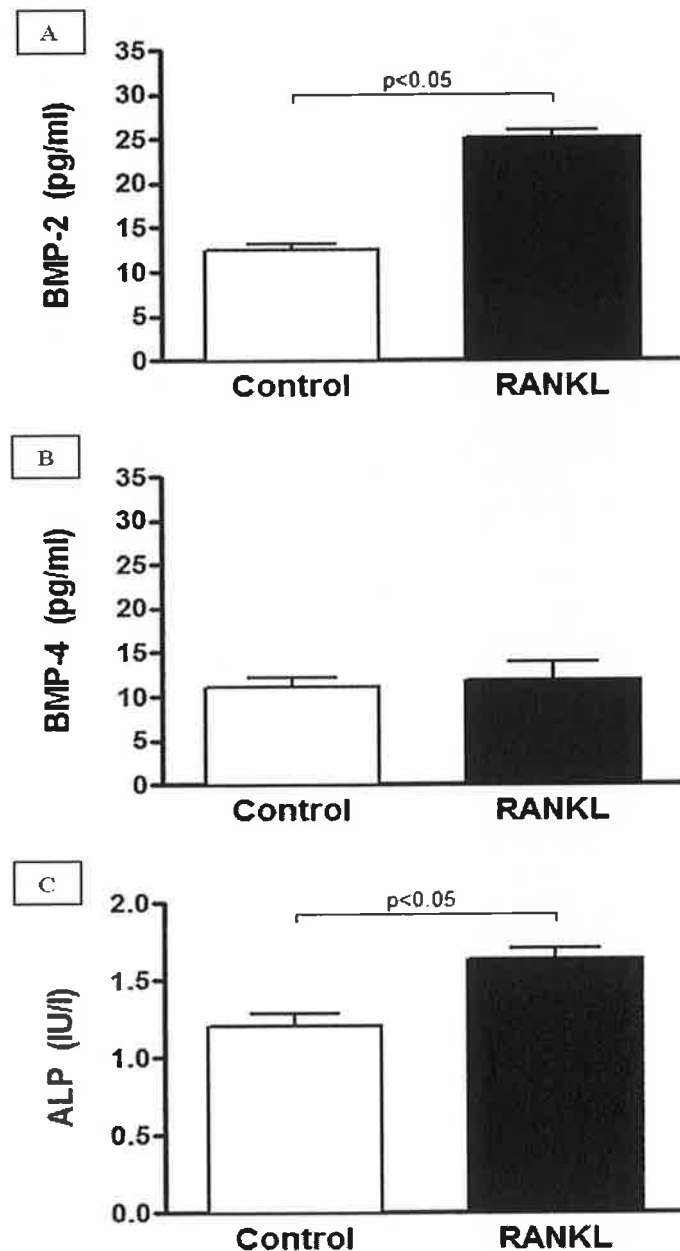 A
BMP-2 (pg/ml)
35
30
25
20
15
10
5
0
p<0.05
Control RANKL
B
BMP-4 (pg/ml)
35
30
25
20
15
10
5
0
Control RANKL
C
ALP (IU/l)
2.0
1.5
1.0
0.5
0.0
p<0.05
Control RANKL